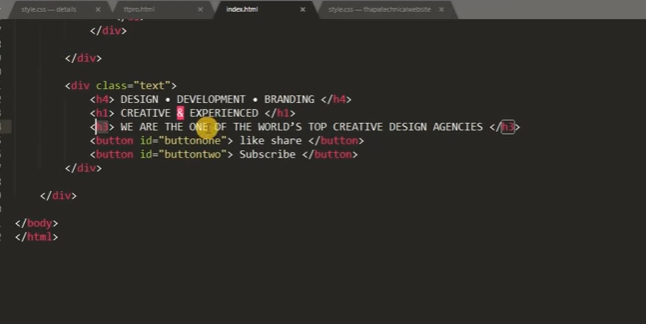 style.css — details
ttpro.html
index.html
style.css — thapatechnicalwebsite
</div>
</div>
<div class="text">
<h4> DESIGN • DEVELOPMENT • BRANDING </h4>
<h1> CREATIVE & EXPERIENCED </h1>
<h3> WE ARE THE ONE OF THE WORLD'S TOP CREATIVE DESIGN AGENCIES </h3>
<button id="buttonone"> like share </button>
<button id="buttontwo"> Subscribe </button>
</div>
</div>
</body>
</html>